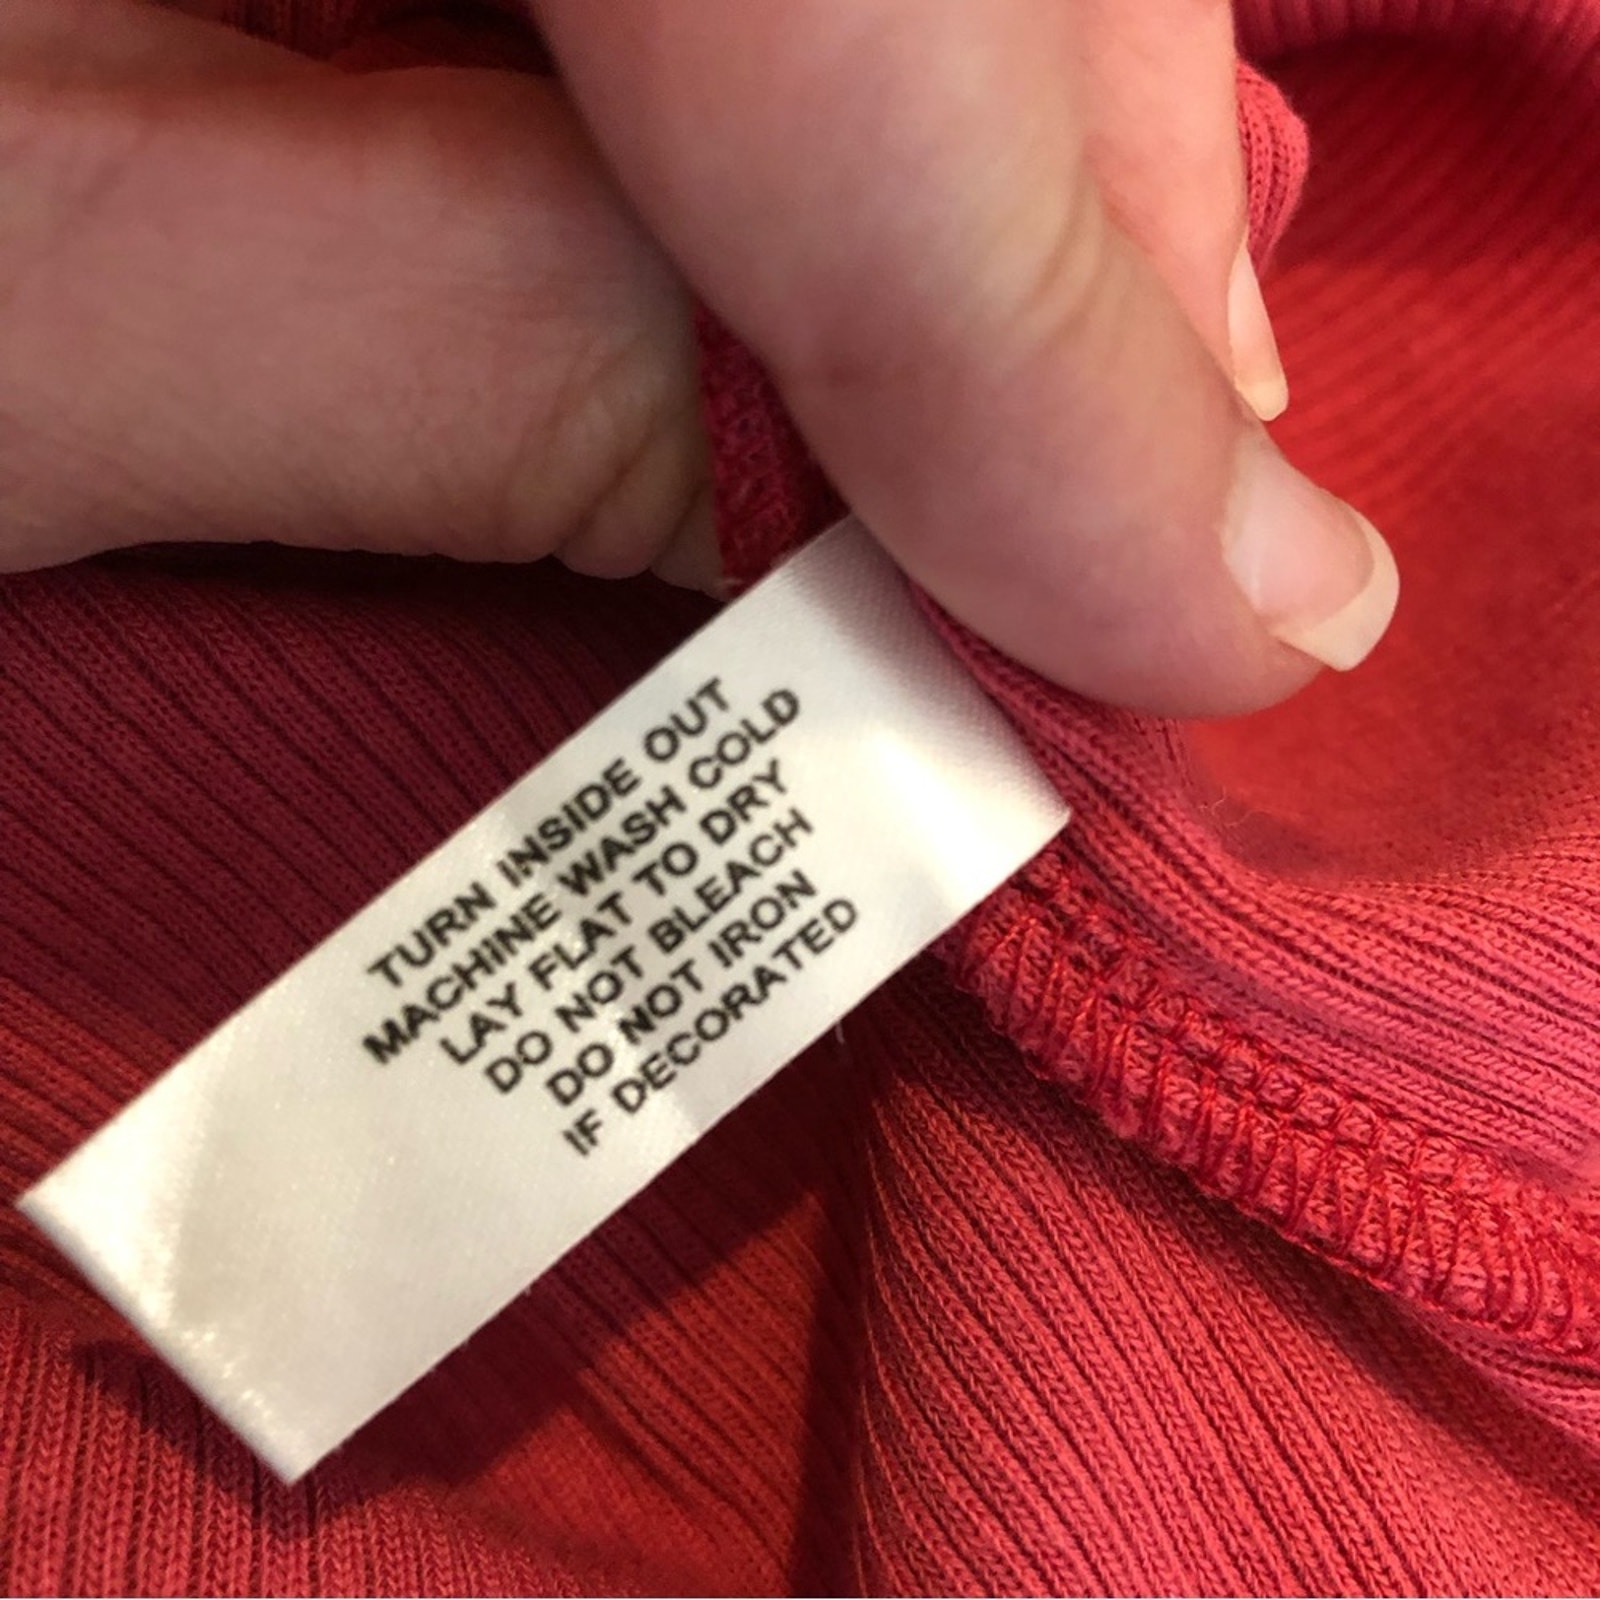 TURN INSIDE OUT
MACHINE WASH COLD
LAY FLAT TO DRY
DO NOT BLEACH
DO NOT IRON
IF DECORATED